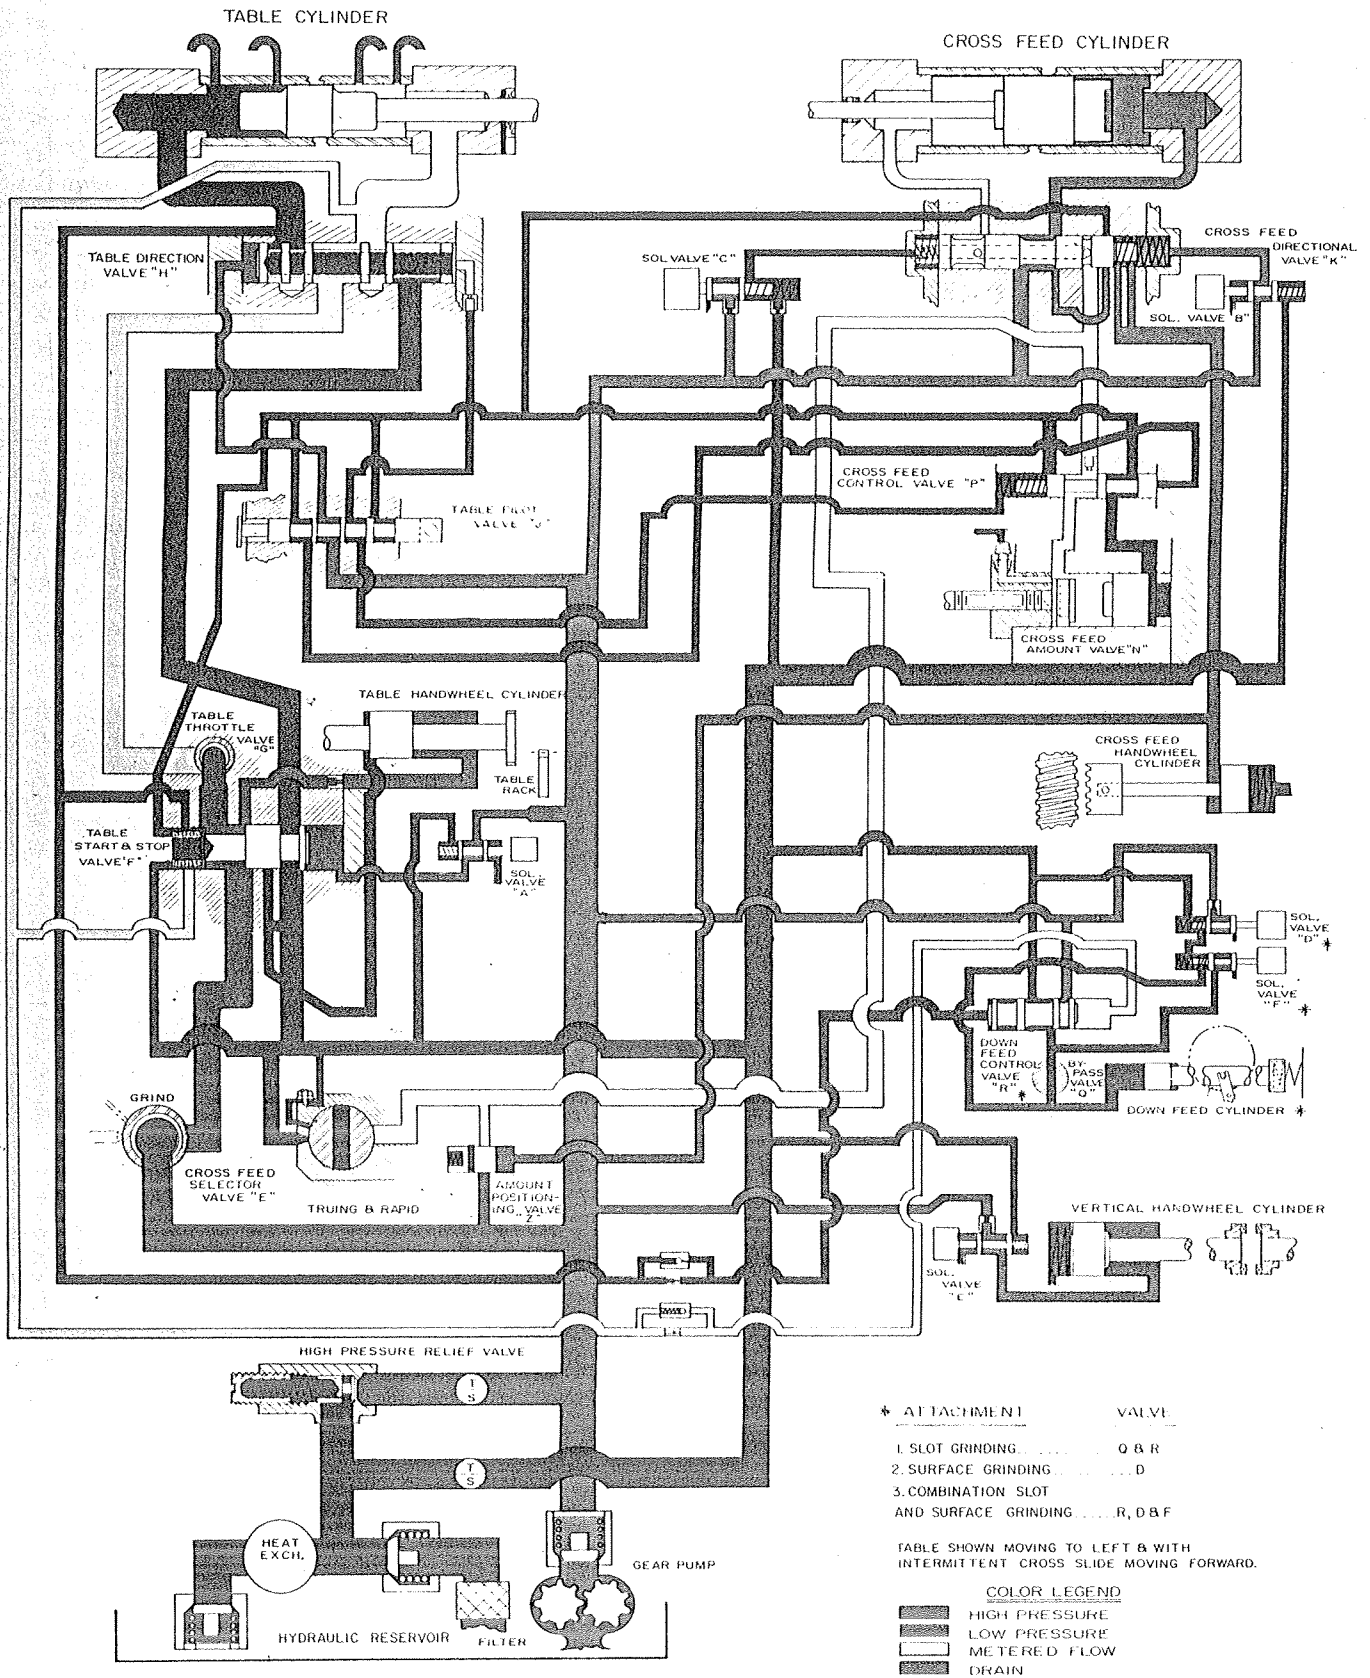 TABLE CYLINDER
CROSS FEED CYLINDER
TABLE DIRECTION
VALVE "H"
SOL VALVE "C"
CROSS FEED
DIRECTIONAL
VALVE "K"
SOL. VALVE "B"
CROSS FEED
CONTROL VALVE "P"
TABLE PILOT
VALVE "J"
CROSS FEED
AMOUNT VALVE "N"
TABLE HANDWHEEL CYLINDER
TABLE
THROTTLE
VALVE
"G"
TABLE
RACK
CROSS FEED
HANDWHEEL
CYLINDER
TABLE
START & STOP
VALVE "F"
SOL.
VALVE
"A"
SOL.
VALVE
"D" *
SOL.
VALVE
"F" *
DOWN
FEED
CONTROL
VALVE
"R" *
BY-
PASS
VALVE
"Q"
DOWN FEED CYLINDER *
GRIND
CROSS FEED
SELECTOR
VALVE "E"
TRUING & RAPID
AMOUNT
POSITION-
ING VALVE
"Z"
VERTICAL HANDWHEEL CYLINDER
SOL.
VALVE
"E"
HIGH PRESSURE RELIEF VALVE
T
S
T
S
HEAT
EXCH.
GEAR PUMP
HYDRAULIC RESERVOIR
FILTER
* ATTACHMENT VALVE
1. SLOT GRINDING........ Q & R
2. SURFACE GRINDING........ D
3. COMBINATION SLOT
AND SURFACE GRINDING......R, D & F
TABLE SHOWN MOVING TO LEFT & WITH
INTERMITTENT CROSS SLIDE MOVING FORWARD.
COLOR LEGEND
HIGH PRESSURE
LOW PRESSURE
METERED FLOW
DRAIN